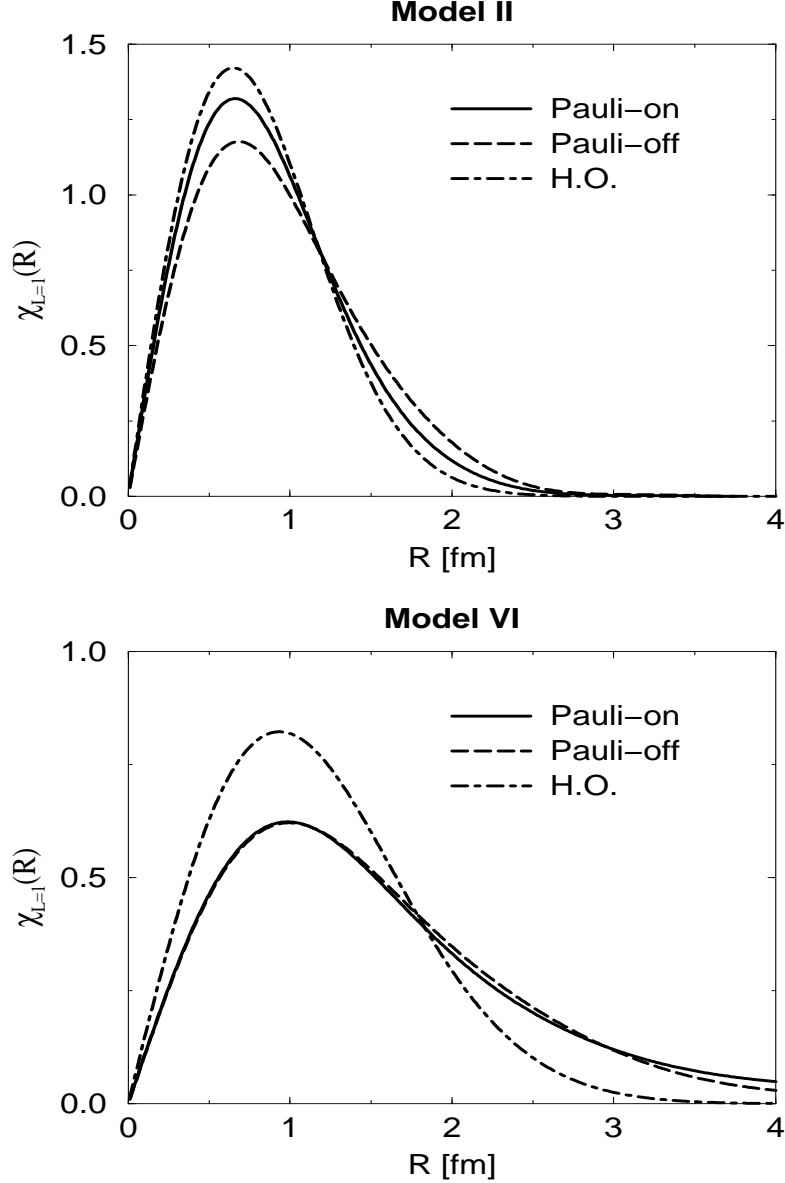 Model II
1.5
1.0
0.5
0.0
χL=1(R)
Pauli−on
Pauli−off
H.O.
0 1 2 3 4
R [fm]
Model VI
1.0
0.5
0.0
χL=1(R)
Pauli−on
Pauli−off
H.O.
0 1 2 3 4
R [fm]